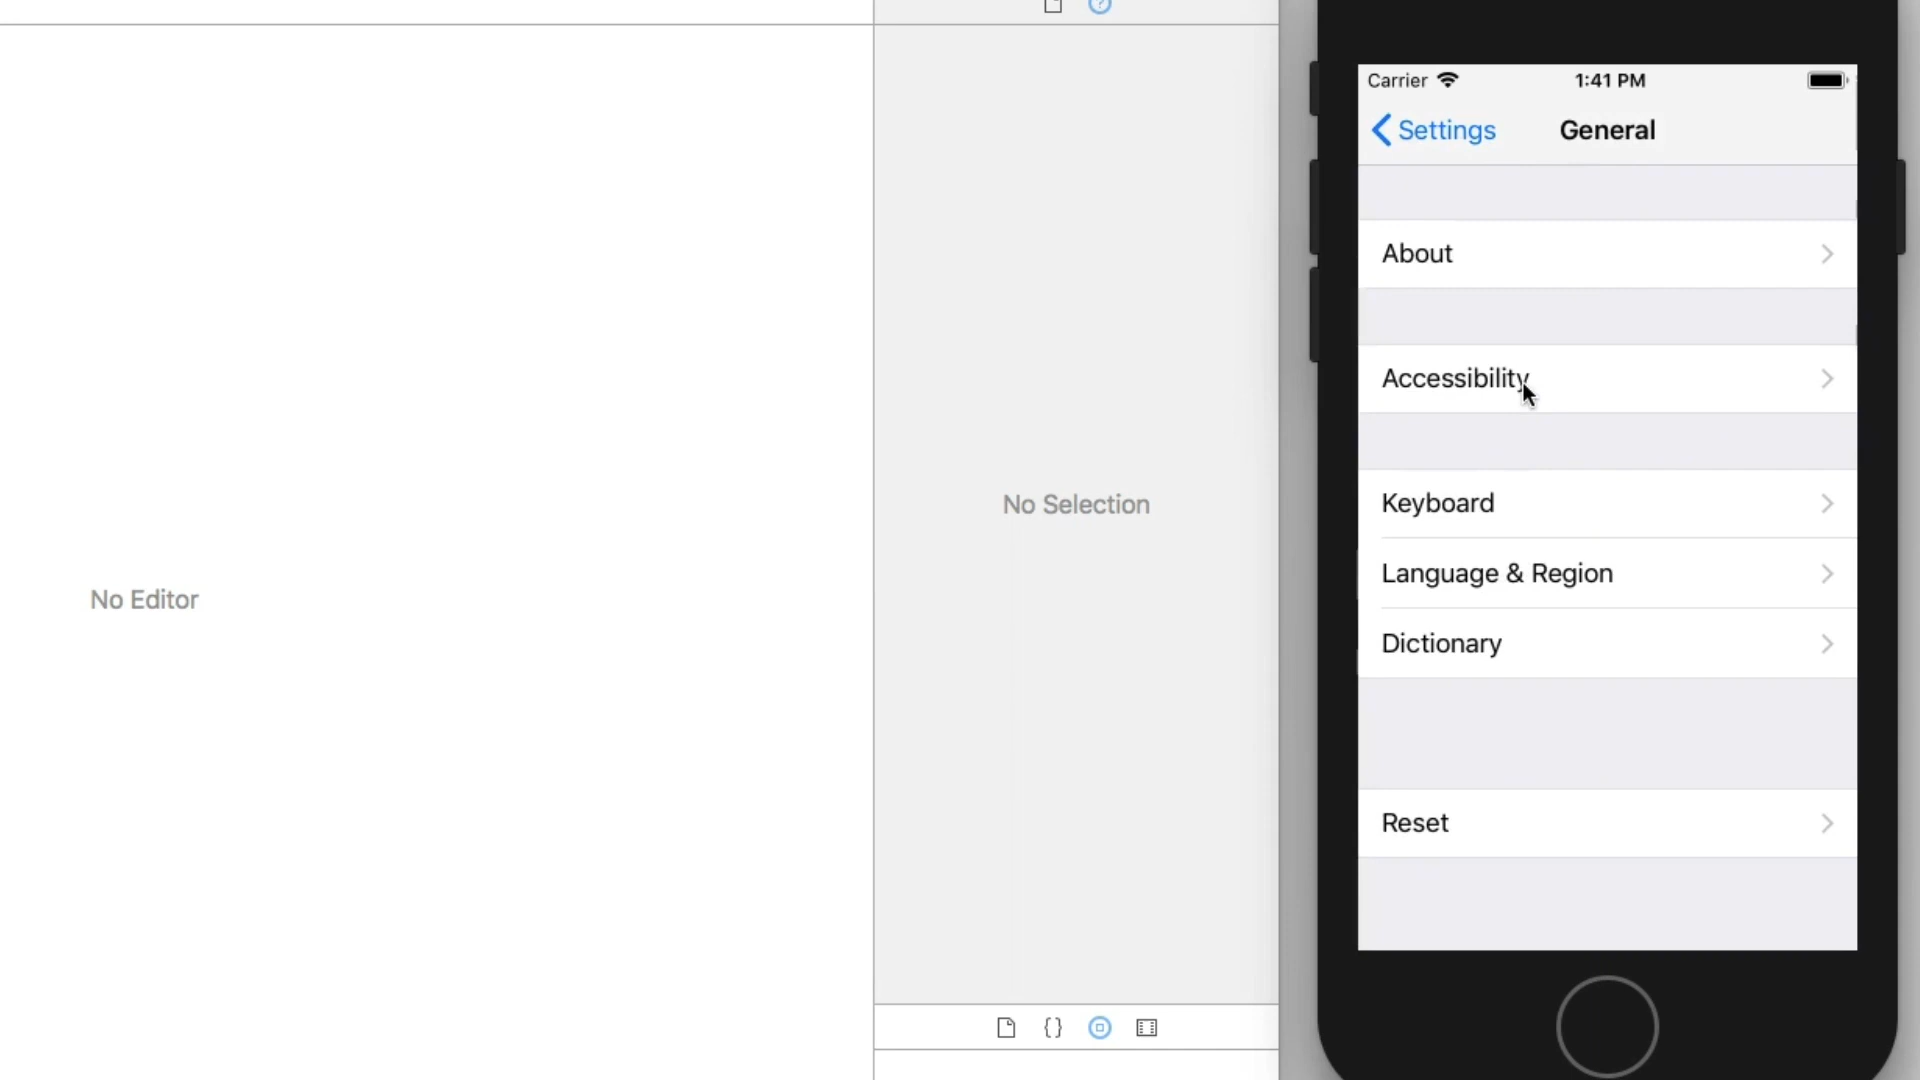 No Editor
No Selection
Carrier 1:41 PM
Settings General
About
Accessibility
Keyboard
Language & Region
Dictionary
Reset